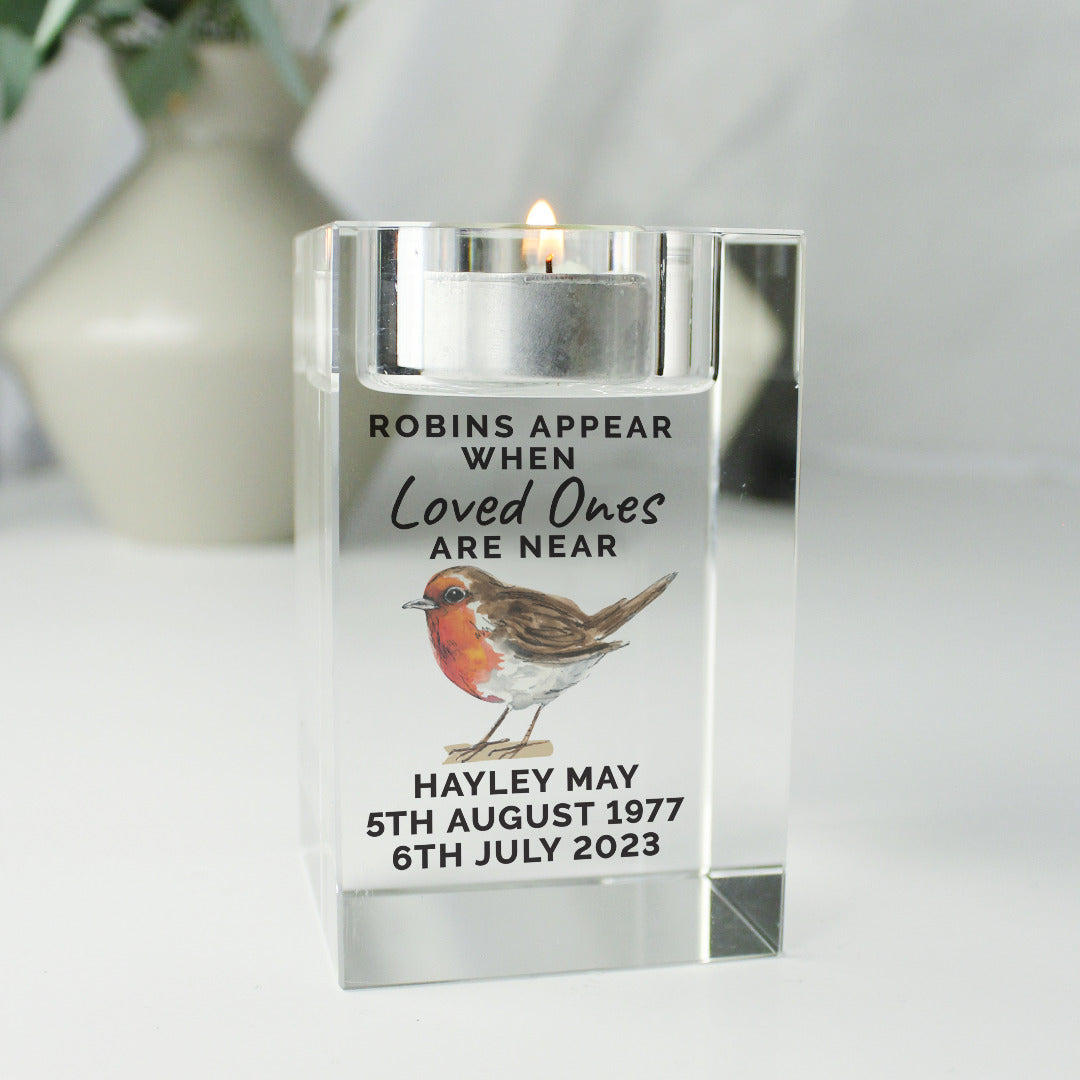 ROBINS APPEAR
WHEN
Loved Ones
ARE NEAR
HAYLEY MAY
5TH AUGUST 1977
6TH JULY 2023